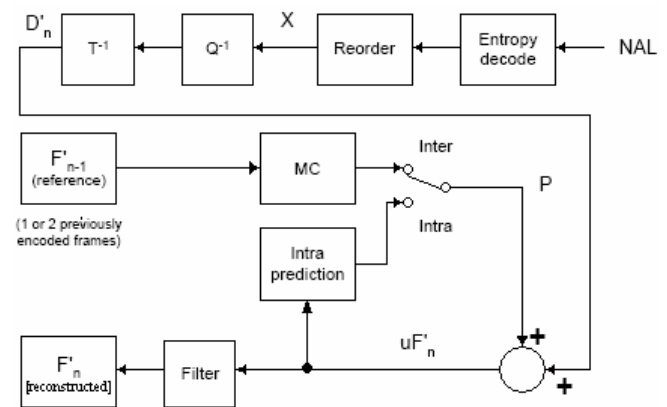 D'n
X
T-1
Q-1
Reorder
Entropy
decode
NAL
F'n-1
(reference)
(1 or 2 previously
encoded frames)
MC
Inter
P
Intra
Intra
prediction
F'n
[reconstructed]
Filter
uF'n
+
+